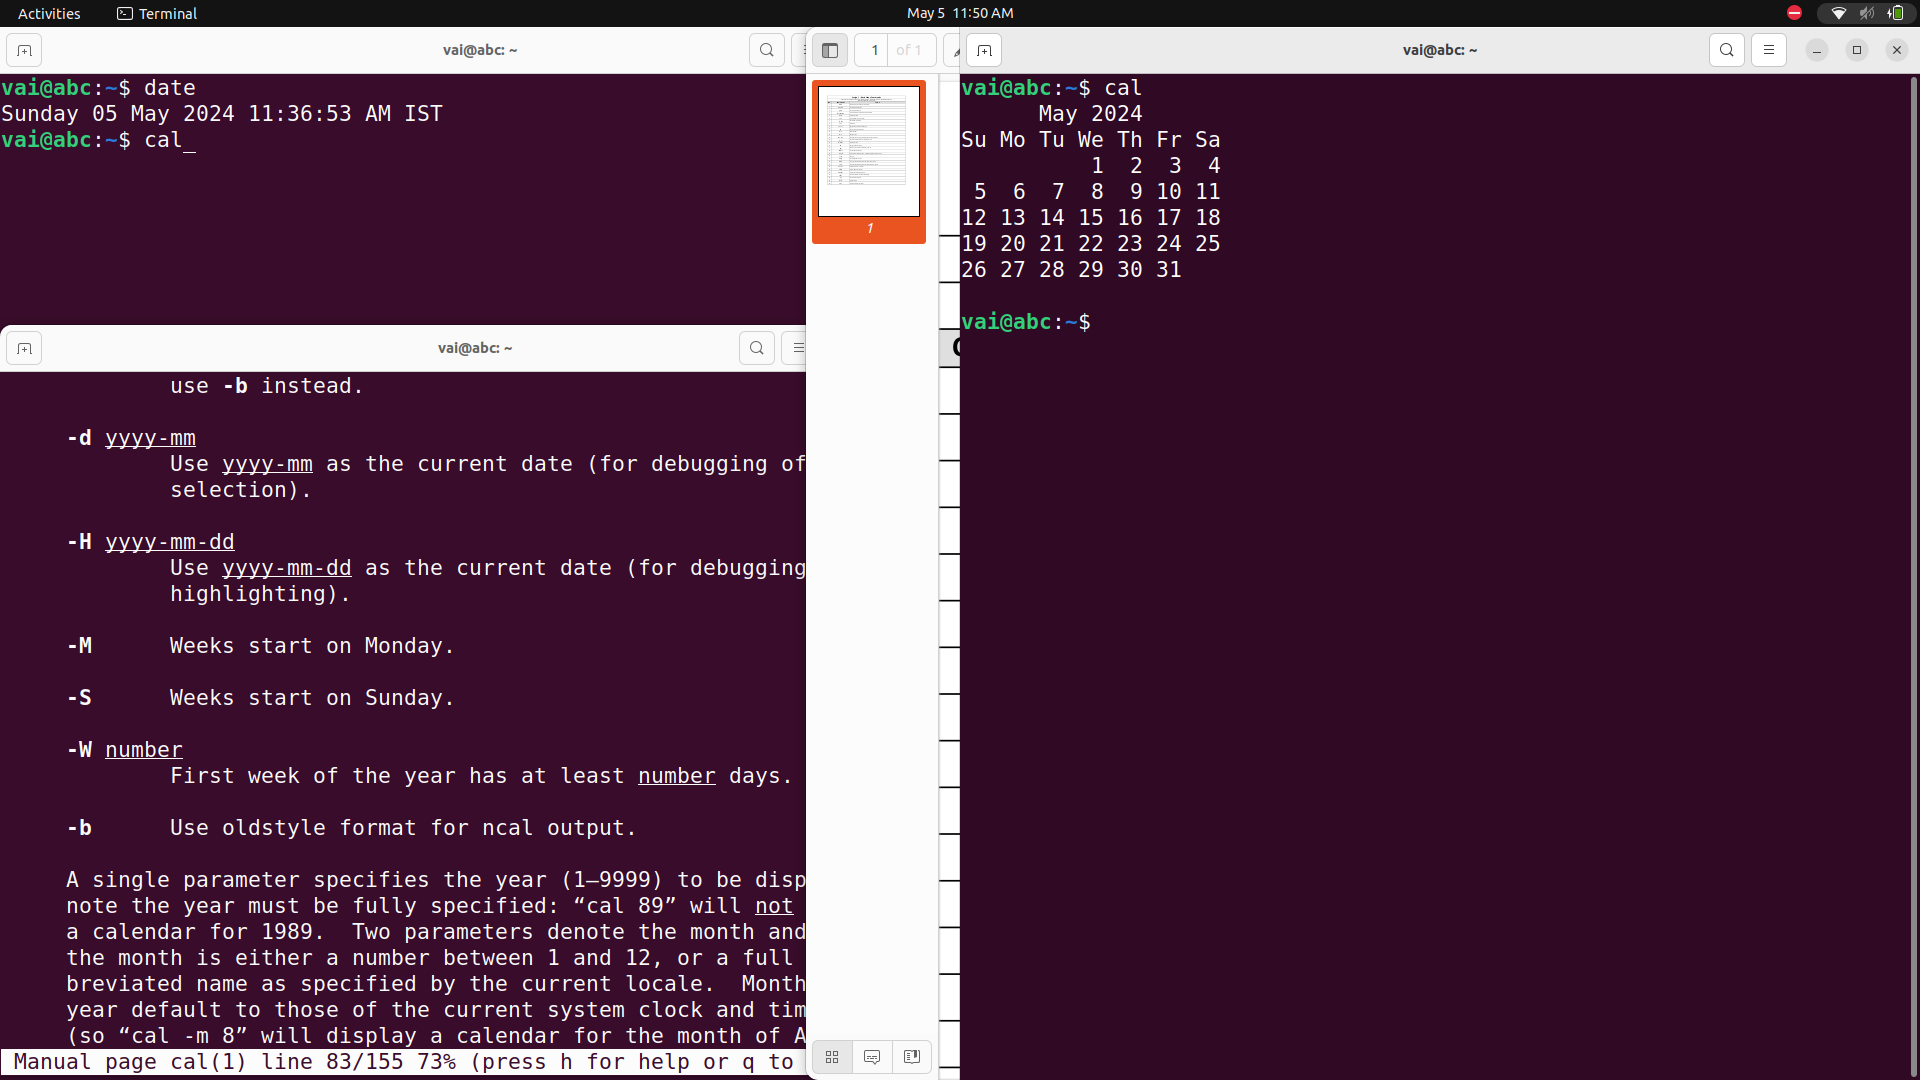 Activities
Terminal
May 5 11:50 AM
vai@abc: ~
vai@abc:~$ date
Sunday 05 May 2024 11:36:53 AM IST
vai@abc:~$ cal_
vai@abc: ~
use -b instead.
-d yyyy-mm
Use yyyy-mm as the current date (for debugging of
selection).
-H yyyy-mm-dd
Use yyyy-mm-dd as the current date (for debugging
highlighting).
-M Weeks start on Monday.
-S Weeks start on Sunday.
-W number
First week of the year has at least number days.
-b Use oldstyle format for ncal output.
A single parameter specifies the year (1–9999) to be disp
note the year must be fully specified: “cal 89” will not
a calendar for 1989. Two parameters denote the month and
the month is either a number between 1 and 12, or a full
breviated name as specified by the current locale. Month
year default to those of the current system clock and tim
(so “cal -m 8” will display a calendar for the month of A
Manual page cal(1) line 83/155 73% (press h for help or q to
1 of 1
1
vai@abc: ~
vai@abc:~$ cal
May 2024
Su Mo Tu We Th Fr Sa
1 2 3 4
5 6 7 8 9 10 11
12 13 14 15 16 17 18
19 20 21 22 23 24 25
26 27 28 29 30 31
vai@abc:~$